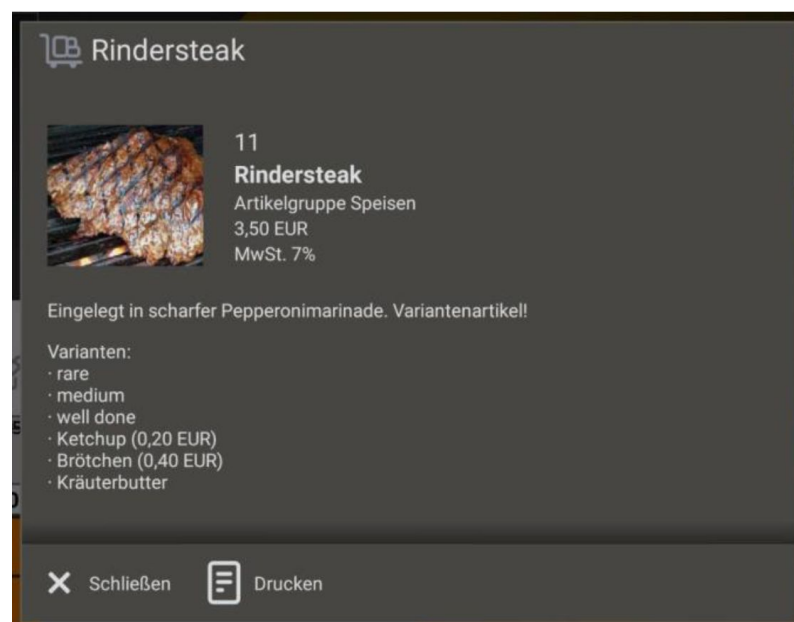 Rindersteak
11
Rindersteak
Artikelgruppe Speisen
3,50 EUR
MwSt. 7%
Eingelegt in scharfer Pepperonimarinade. Variantenartikel!
Varianten:
· rare
· medium
· well done
· Ketchup (0,20 EUR)
· Brötchen (0,40 EUR)
· Kräuterbutter
Schließen
Drucken